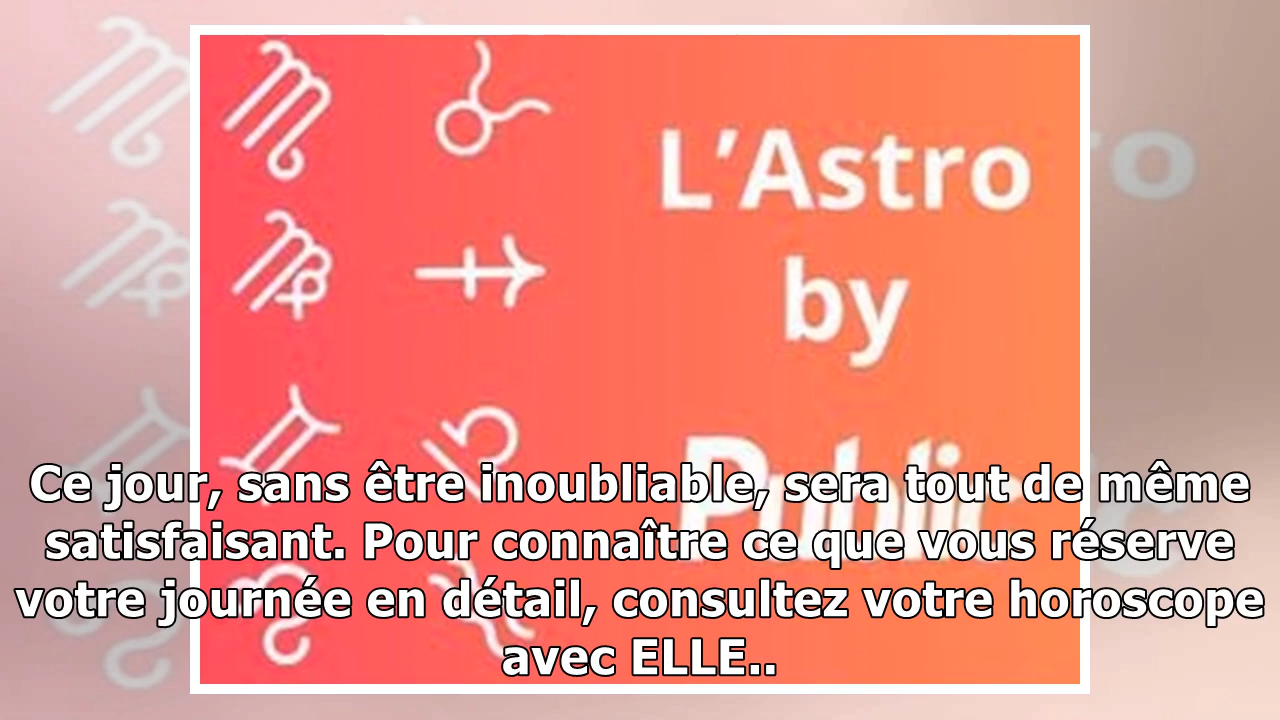 L'Astro
by
Public
Ce jour, sans être inoubliable, sera tout de même
satisfaisant. Pour connaître ce que vous réserve
votre journée en détail, consultez votre horoscope
avec ELLE..